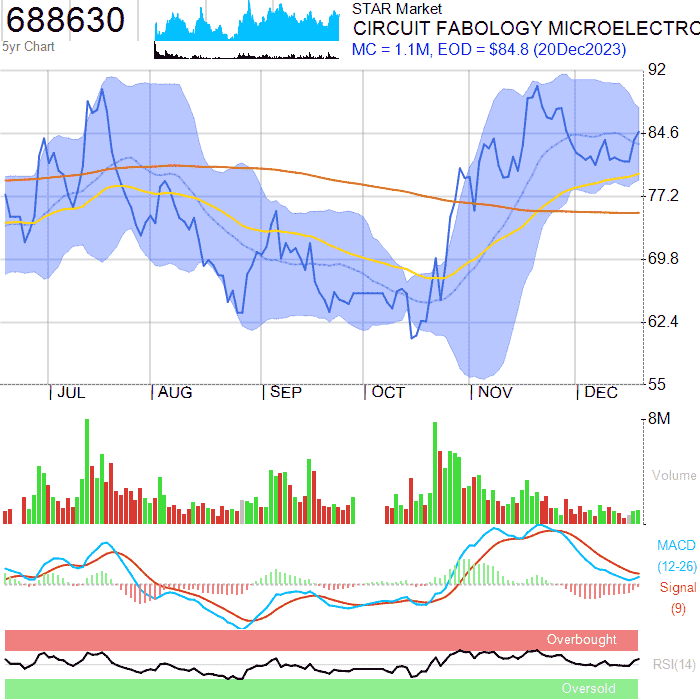 688630
5yr Chart
STAR Market
CIRCUIT FABOLOGY MICROELECTRO
MC = 1.1M, EOD = $84.8 (20Dec2023)
92
84.6
77.2
69.8
62.4
55
JUL AUG SEP OCT NOV DEC
8M
Volume
MACD
(12-26)
Signal
(9)
Overbought
RSI(14)
Oversold